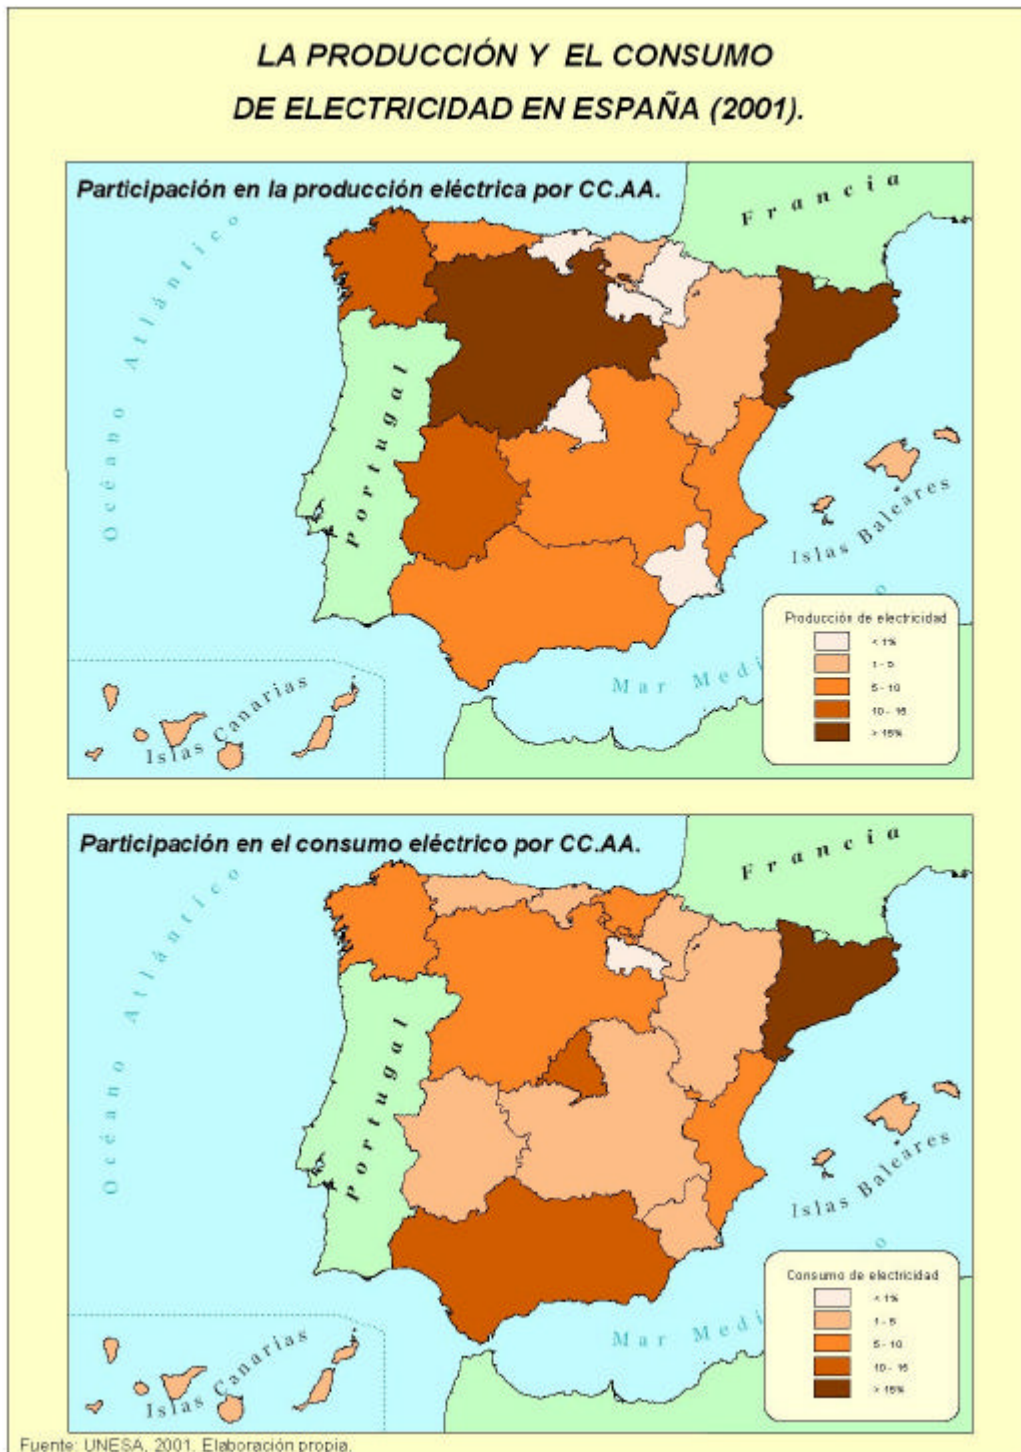 LA PRODUCCIÓN Y EL CONSUMO
DE ELECTRICIDAD EN ESPAÑA (2001).
Participación en la producción eléctrica por CC.AA.
Francia
Océano Atlántico
Portugal
Islas Baleares
Islas Canarias
Mar Medi
o
Producción de electricidad
< 1%
1 - 5
5 - 10
10 - 15
> 15%
Participación en el consumo eléctrico por CC.AA.
Francia
Océano Atlántico
Portugal
Islas Baleares
Islas Canarias
Mar Medi
o
Consumo de electricidad
< 1%
1 - 5
5 - 10
10 - 15
> 15%
Fuente: UNESA, 2001. Elaboración propia.